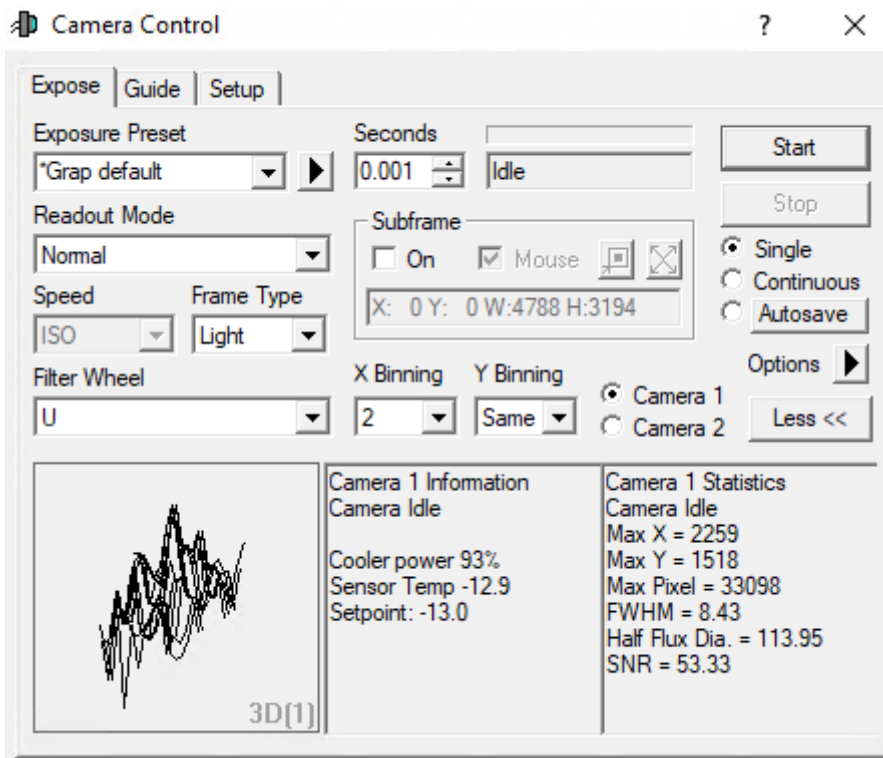 Camera Control
?
Expose Guide Setup
Exposure Preset
*Grap default
Seconds
0.001
Idle
Start
Stop
Readout Mode
Normal
Subframe
On
Mouse
X: 0 Y: 0 W:4788 H:3194
Single
Continuous
Autosave
Speed
ISO
Frame Type
Light
Filter Wheel
U
X Binning
2
Y Binning
Same
Camera 1
Camera 2
Options
Less <<
3D(1)
Camera 1 Information
Camera Idle
Cooler power 93%
Sensor Temp -12.9
Setpoint: -13.0
Camera 1 Statistics
Camera Idle
Max X = 2259
Max Y = 1518
Max Pixel = 33098
FWHM = 8.43
Half Flux Dia. = 113.95
SNR = 53.33